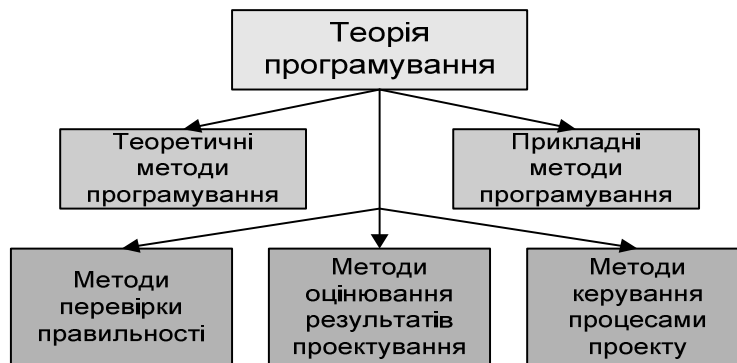 Теорія
програмування
Теоретичні
методи
програмування
Прикладні
методи
програмування
Методи
перевірки
правильності
Методи
оцінювання
результатів
проектування
Методи
керування
процесами
проекту